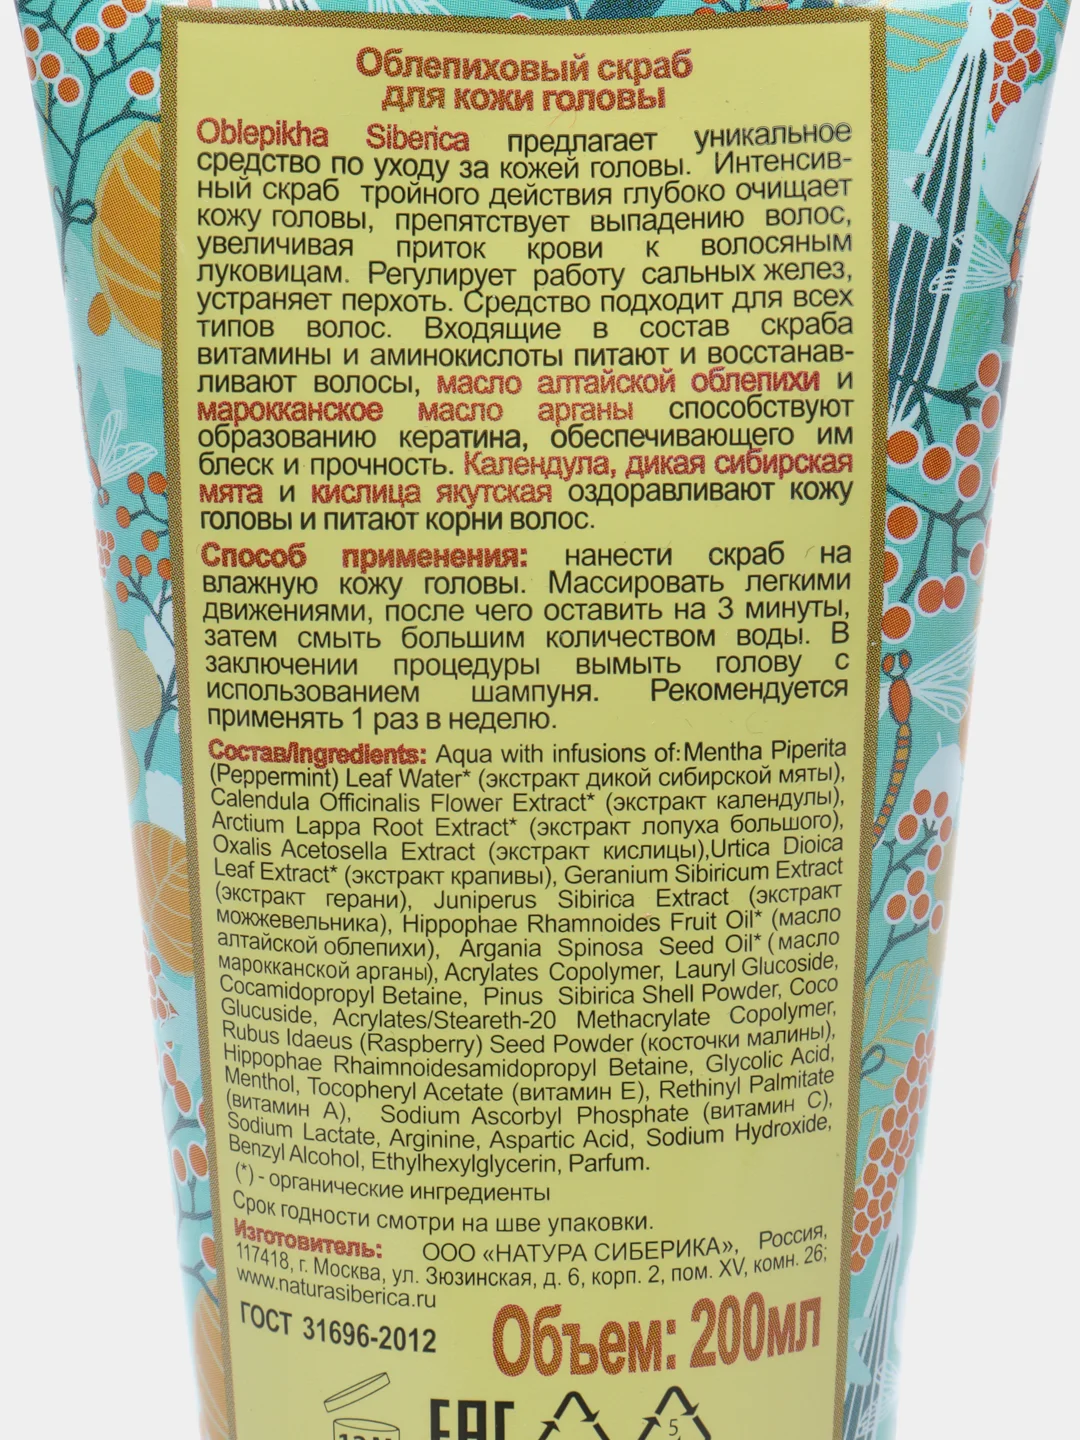 Облепиховый скраб
для кожи головы
Oblepikha Siberica предлагает уникальное
средство по уходу за кожей головы. Интенсив-
ный скраб тройного действия глубоко очищает
кожу головы, препятствует выпадению волос,
увеличивая приток крови к волосяным
луковицам. Регулирует работу сальных желез,
устраняет перхоть. Средство подходит для всех
типов волос. Входящие в состав скраба
витамины и аминокислоты питают и восстанав-
ливают волосы, масло алтайской облепихи и
марокканское масло арганы способствуют
образованию кератина, обеспечивающего им
блеск и прочность. Календула, дикая сибирская
мята и кислица якутская оздоравливают кожу
головы и питают корни волос.
Способ применения: нанести скраб на
влажную кожу головы. Массировать легкими
движениями, после чего оставить на 3 минуты,
затем смыть большим количеством воды. В
заключении процедуры вымыть голову с
использованием шампуня. Рекомендуется
применять 1 раз в неделю.
Состав/Ingredients: Aqua with infusions of: Mentha Piperita
(Peppermint) Leaf Water* (экстракт дикой сибирской мяты),
Calendula Officinalis Flower Extract* (экстракт календулы),
Arctium Lappa Root Extract* (экстракт лопуха большого),
Oxalis Acetosella Extract (экстракт кислицы),Urtica Dioica
Leaf Extract* (экстракт крапивы), Geranium Sibiricum Extract
(экстракт герани), Juniperus Sibirica Extract (экстракт
можжевельника), Hippophae Rhamnoides Fruit Oil* (масло
алтайской облепихи), Argania Spinosa Seed Oil* (масло
марокканской арганы), Acrylates Copolymer, Lauryl Glucoside,
Cocamidopropyl Betaine, Pinus Sibirica Shell Powder, Coco
Glucuside, Acrylates/Steareth-20 Methacrylate Copolymer,
Rubus Idaeus (Raspberry) Seed Powder (косточки малины),
Hippophae Rhaimnoidesamidopropyl Betaine, Glycolic Acid,
Menthol, Tocopheryl Acetate (витамин Е), Rethinyl Palmitate
(витамин А), Sodium Ascorbyl Phosphate (витамин С),
Sodium Lactate, Arginine, Aspartic Acid, Sodium Hydroxide,
Benzyl Alcohol, Ethylhexylglycerin, Parfum.
(*) - органические ингредиенты
Срок годности смотри на шве упаковки.
Изготовитель: ООО «НАТУРА СИБЕРИКА», Россия,
117418, г. Москва, ул. Зюзинская, д. 6, корп. 2, пом. XV, комн. 26;
www.naturasiberica.ru
ГОСТ 31696-2012
Объем: 200мл
EAC
5